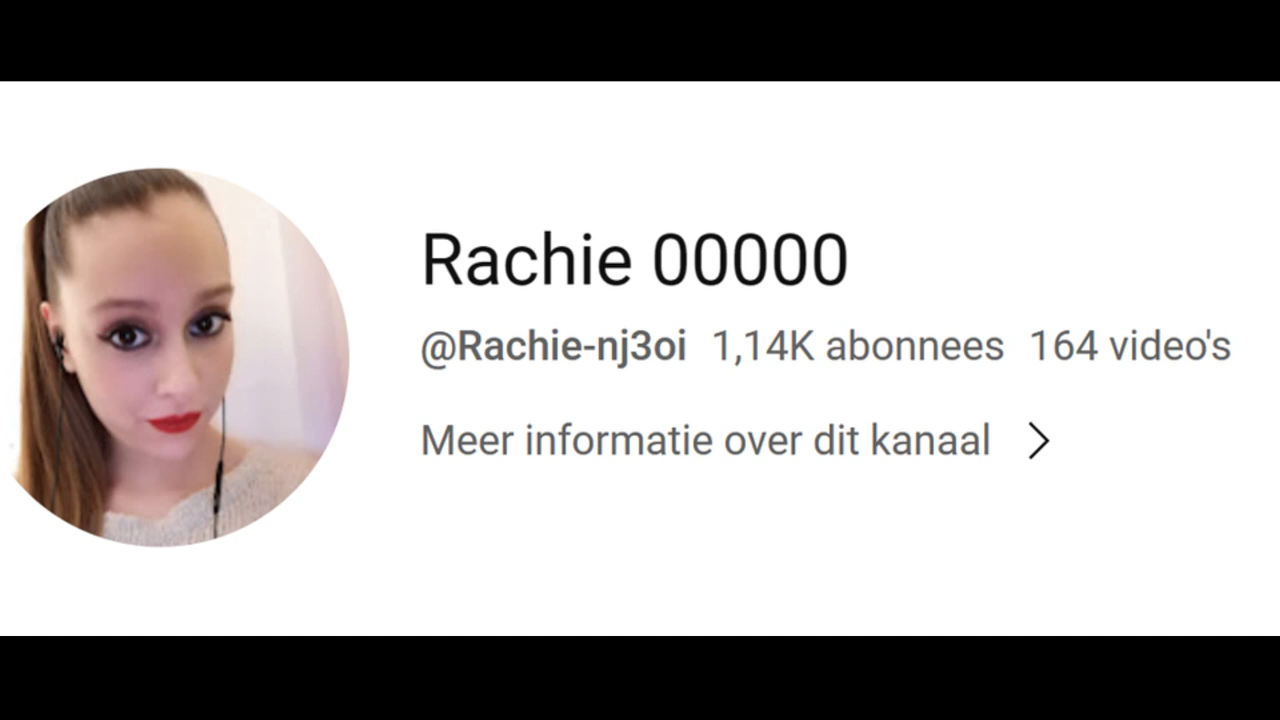 Rachie 00000
@Rachie-nj3oi 1,14K abonnees 164 video's
Meer informatie over dit kanaal